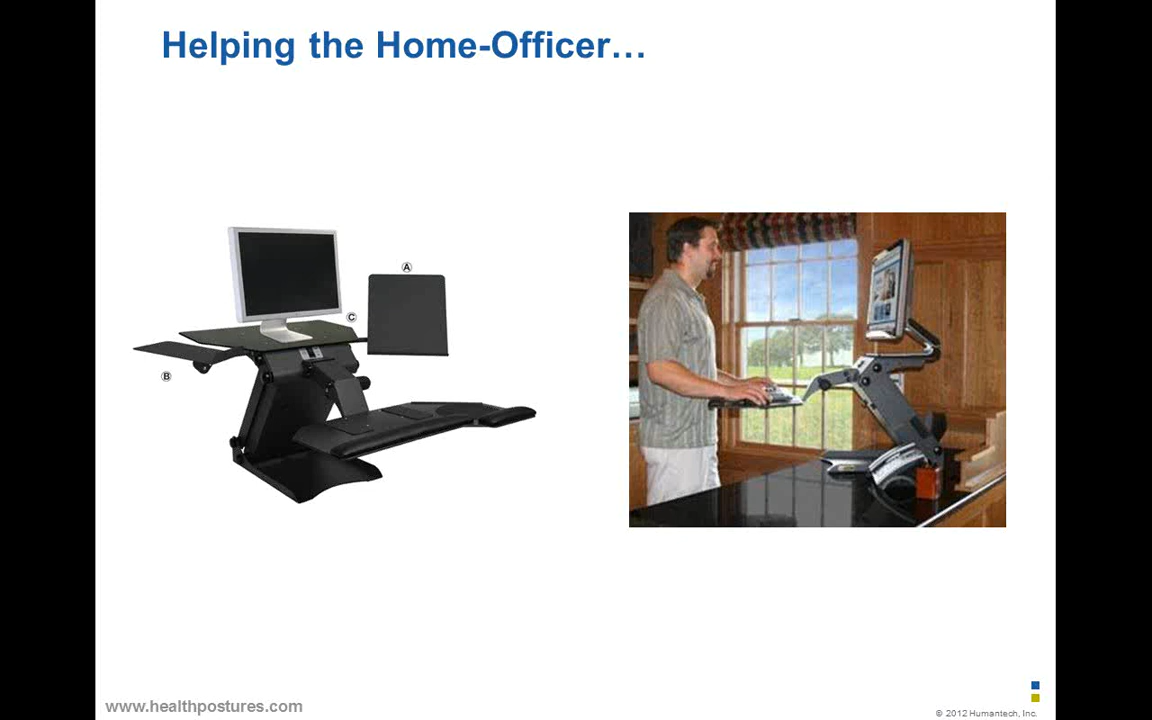 Helping the Home-Officer…
A
C
B
www.healthpostures.com
© 2012 Humantech, Inc.